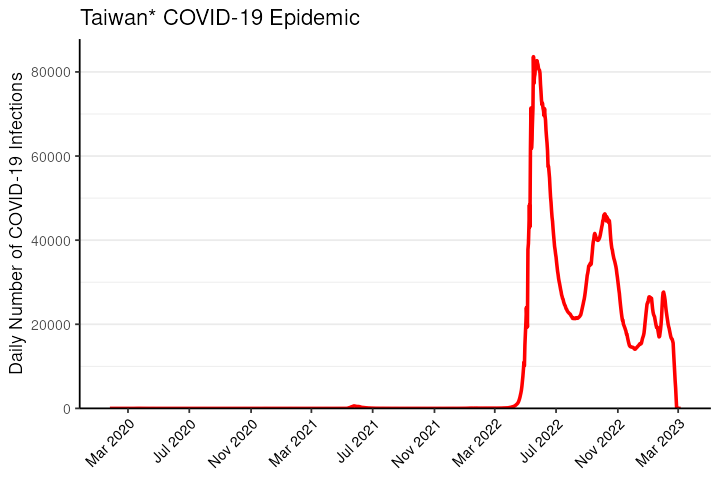 Taiwan* COVID-19 Epidemic
Daily Number of COVID-19 Infections
80000
60000
40000
20000
0
Mar 2020
Jul 2020
Nov 2020
Mar 2021
Jul 2021
Nov 2021
Mar 2022
Jul 2022
Nov 2022
Mar 2023